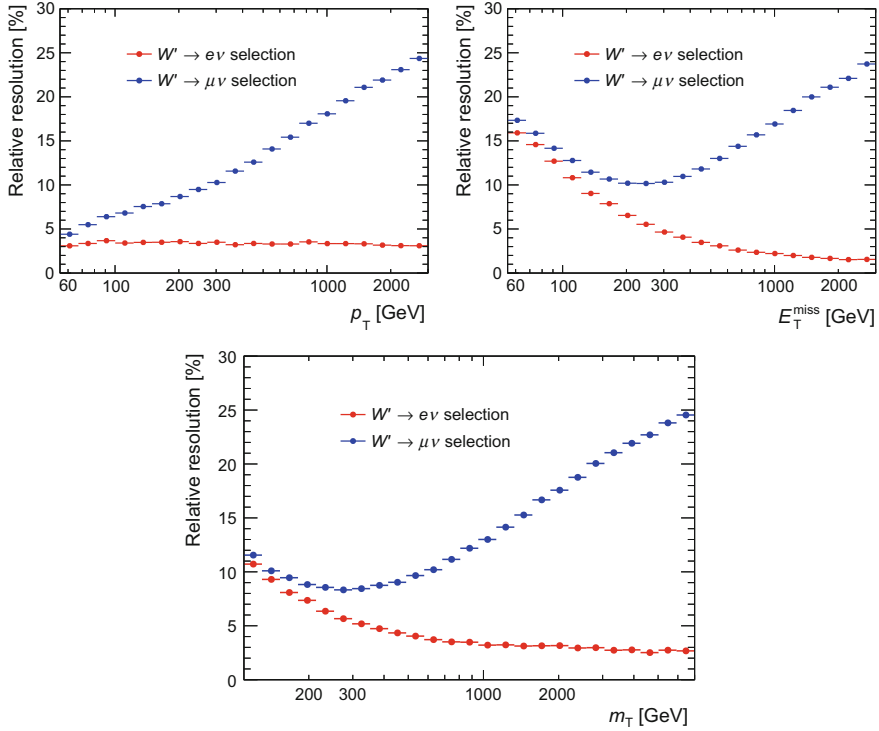 Relative resolution [%]
30
25
20
15
10
5
0
W′ → eν selection
W′ → μν selection
60 100 200 300 1000 2000
p_T [GeV]
Relative resolution [%]
30
25
20
15
10
5
0
W′ → eν selection
W′ → μν selection
60 100 200 300 1000 2000
E_T^miss [GeV]
Relative resolution [%]
30
25
20
15
10
5
0
W′ → eν selection
W′ → μν selection
200 300 1000 2000
m_T [GeV]